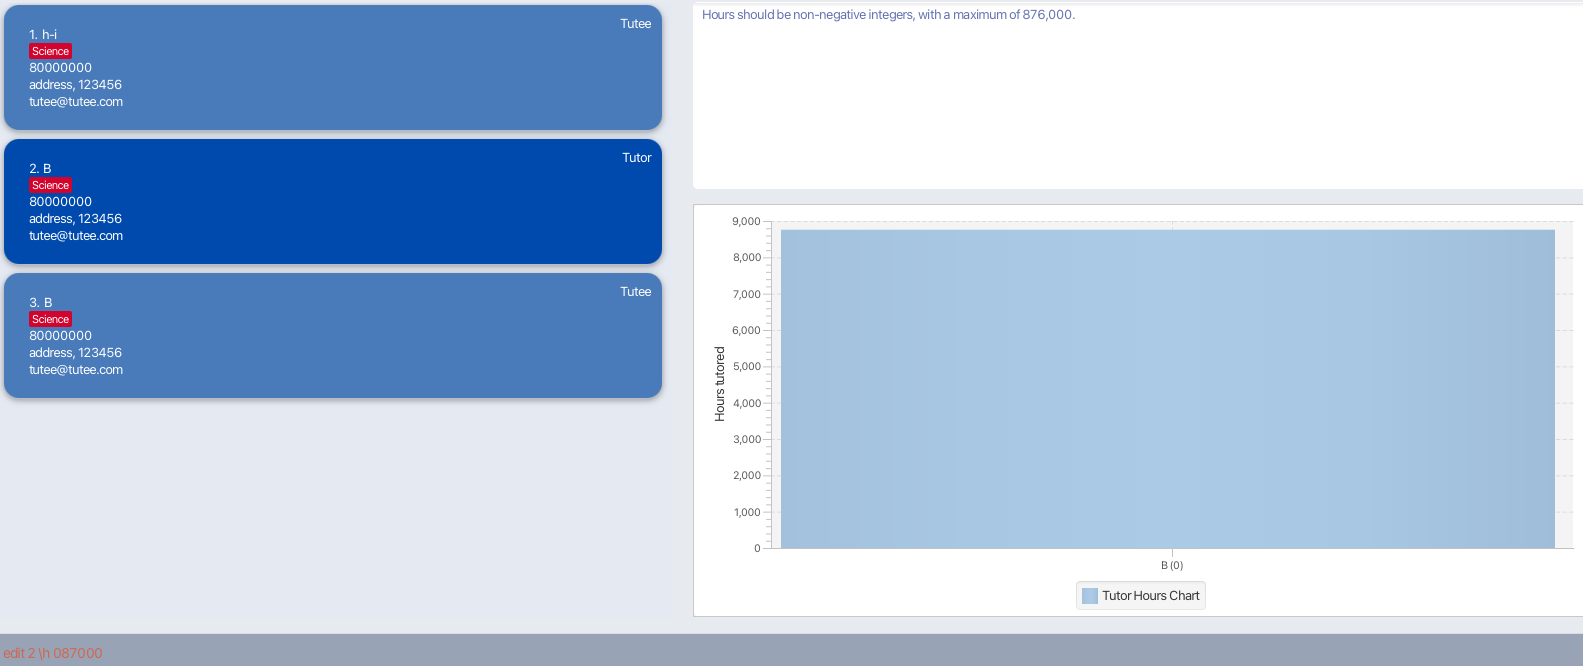 Tutee
1. h-i
Science
80000000
address, 123456
tutee@tutee.com
Tutor
2. B
Science
80000000
address, 123456
tutee@tutee.com
Tutee
3. B
Science
80000000
address, 123456
tutee@tutee.com
Hours should be non-negative integers, with a maximum of 876,000.
9,000
8,000
7,000
6,000
5,000
4,000
3,000
2,000
1,000
0
Hours tutored
B (0)
Tutor Hours Chart
edit 2 \h 087000